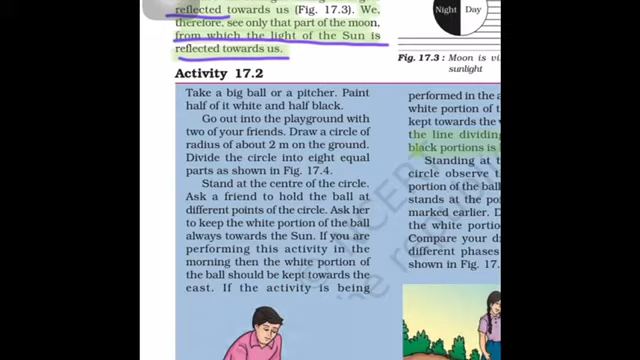 reflected towards us (Fig. 17.3). We,
therefore, see only that part of the moon,
from which the light of the Sun is
reflected towards us.
Activity 17.2
Take a big ball or a pitcher. Paint
half of it white and half black.
Go out into the playground with
two of your friends. Draw a circle of
radius of about 2 m on the ground.
Divide the circle into eight equal
parts as shown in Fig. 17.4.
Stand at the centre of the circle.
Ask a friend to hold the ball at
different points of the circle. Ask her
to keep the white portion of the ball
always towards the Sun. If you are
performing this activity in the
morning then the white portion of
the ball should be kept towards the
east. If the activity is being
Night Day
Fig. 17.3 : Moon is
sunlight
performed in the
white portion of
kept towards the
the line dividing
black portions is
Standing at
circle observe
portion of the ball
stands at the
marked earlier.
the white
Compare your
different phases
shown in Fig. 17.
© NCERT